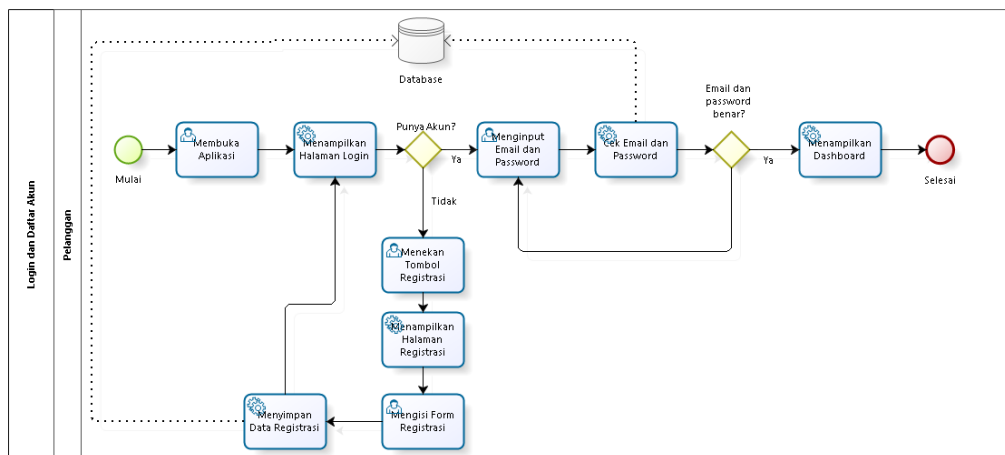 Login dan Daftar Akun
Pelanggan
Database
Mulai
Membuka
Aplikasi
Menampilkan
Halaman Login
Punya Akun?
Ya
Tidak
Menginput
Email dan
Password
Cek Email dan
Password
Email dan
password
benar?
Ya
Menampilkan
Dashboard
Selesai
Menekan
Tombol
Registrasi
Menampilkan
Halaman
Registrasi
Mengisi Form
Registrasi
Menyimpan
Data Registrasi